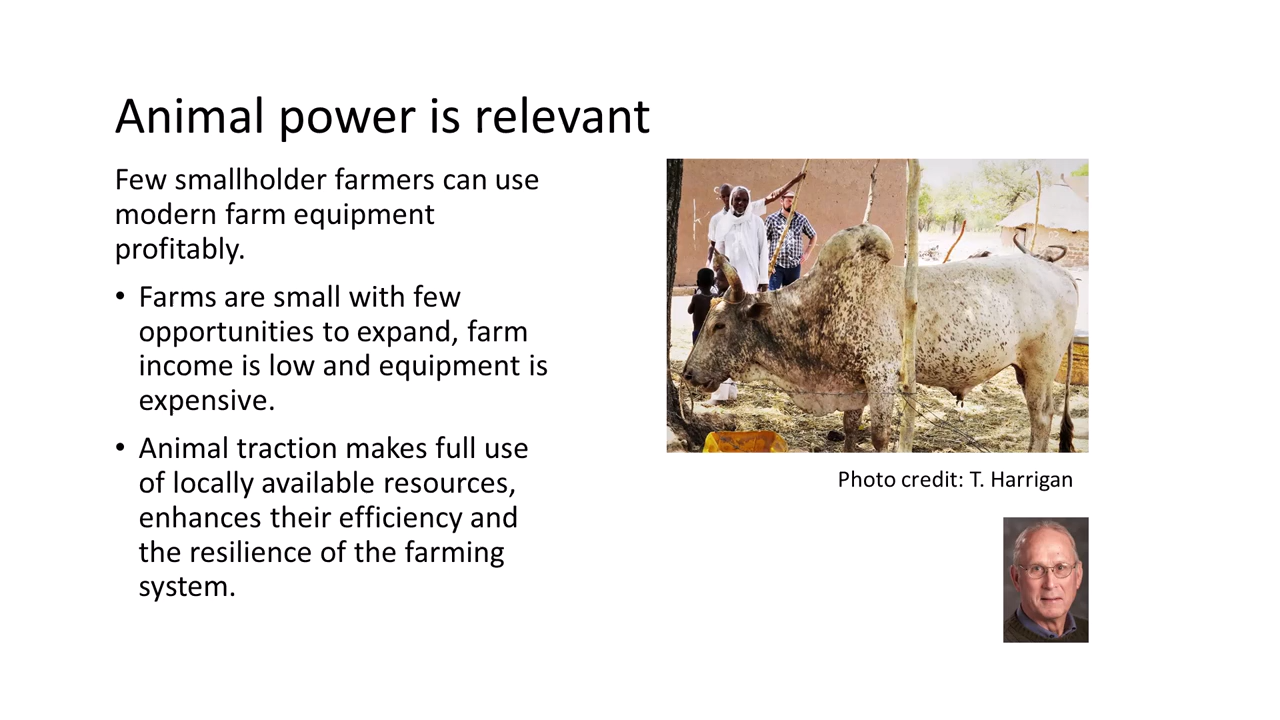 Animal power is relevant
Few smallholder farmers can use
modern farm equipment
profitably.
• Farms are small with few
opportunities to expand, farm
income is low and equipment is
expensive.
• Animal traction makes full use
of locally available resources,
enhances their efficiency and
the resilience of the farming
system.
Photo credit: T. Harrigan